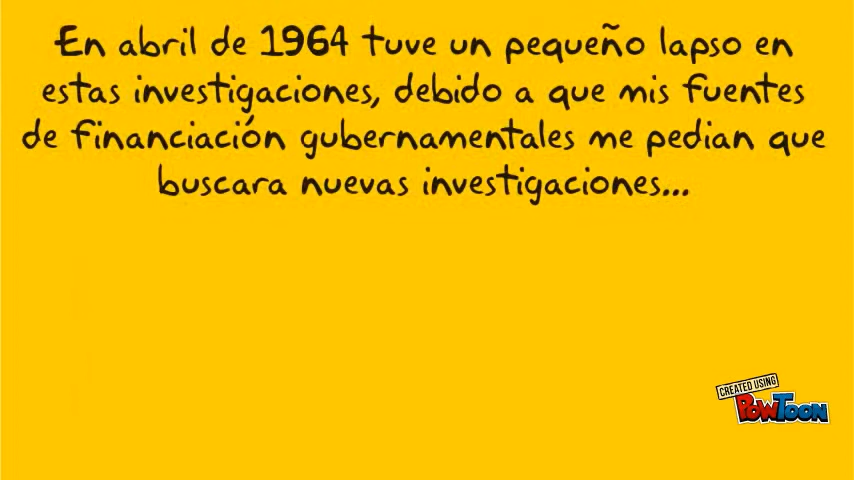 En abril de 1964 tuve un pequeño lapso en
estas investigaciones, debido a que mis fuentes
de financiación gubernamentales me pedian que
buscara nuevas investigaciones...
CREATED USING
PowToon